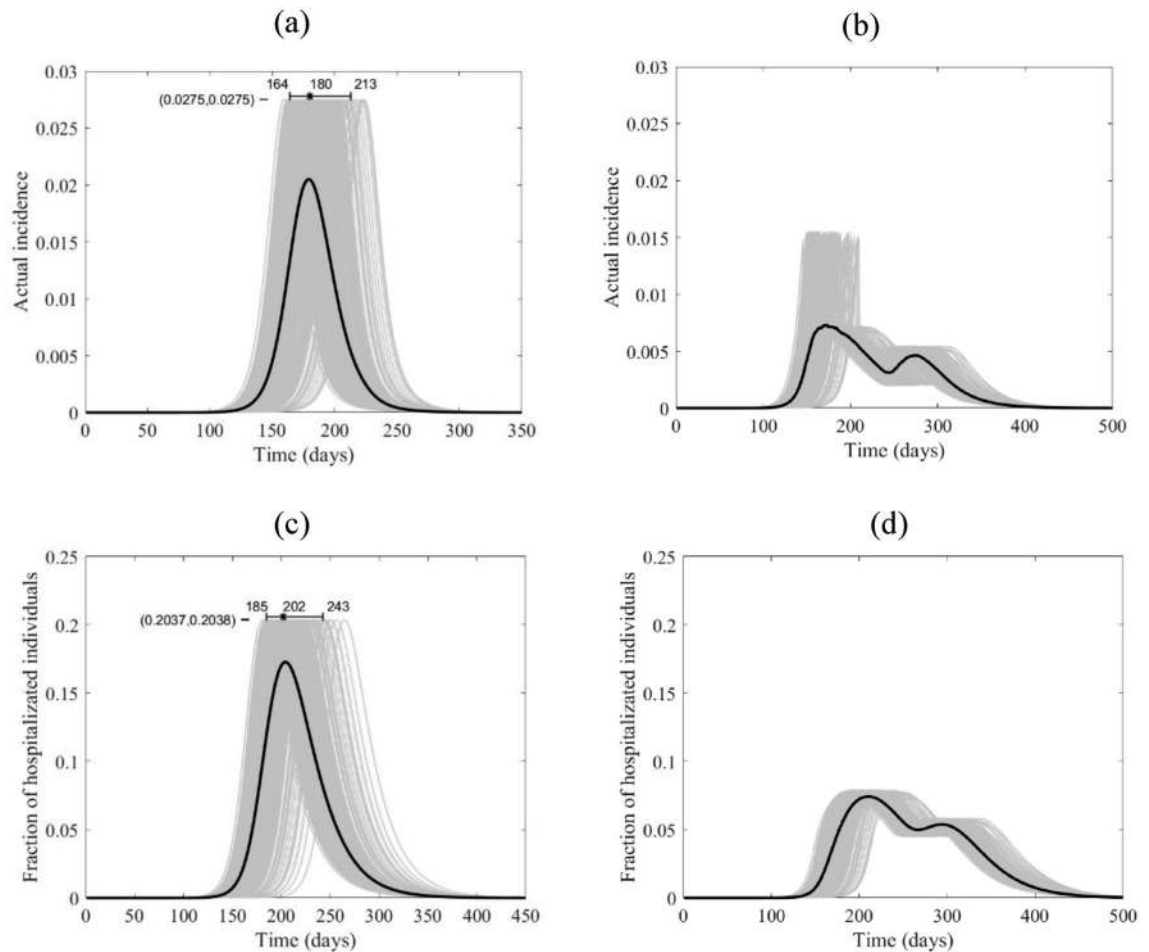 (a)
0.03
0.025
0.02
0.015
0.01
0.005
0
Actual incidence
164 180 213
(0.0275,0.0275)
0 50 100 150 200 250 300 350
Time (days)
(b)
0.03
0.025
0.02
0.015
0.01
0.005
0
Actual incidence
0 100 200 300 400 500
Time (days)
(c)
0.25
0.2
0.15
0.1
0.05
0
Fraction of hospitalizated individuals
185 202 243
(0.2037,0.2038)
0 50 100 150 200 250 300 350 400 450
Time (days)
(d)
0.25
0.2
0.15
0.1
0.05
0
Fraction of hospitalizated individuals
0 100 200 300 400 500
Time (days)